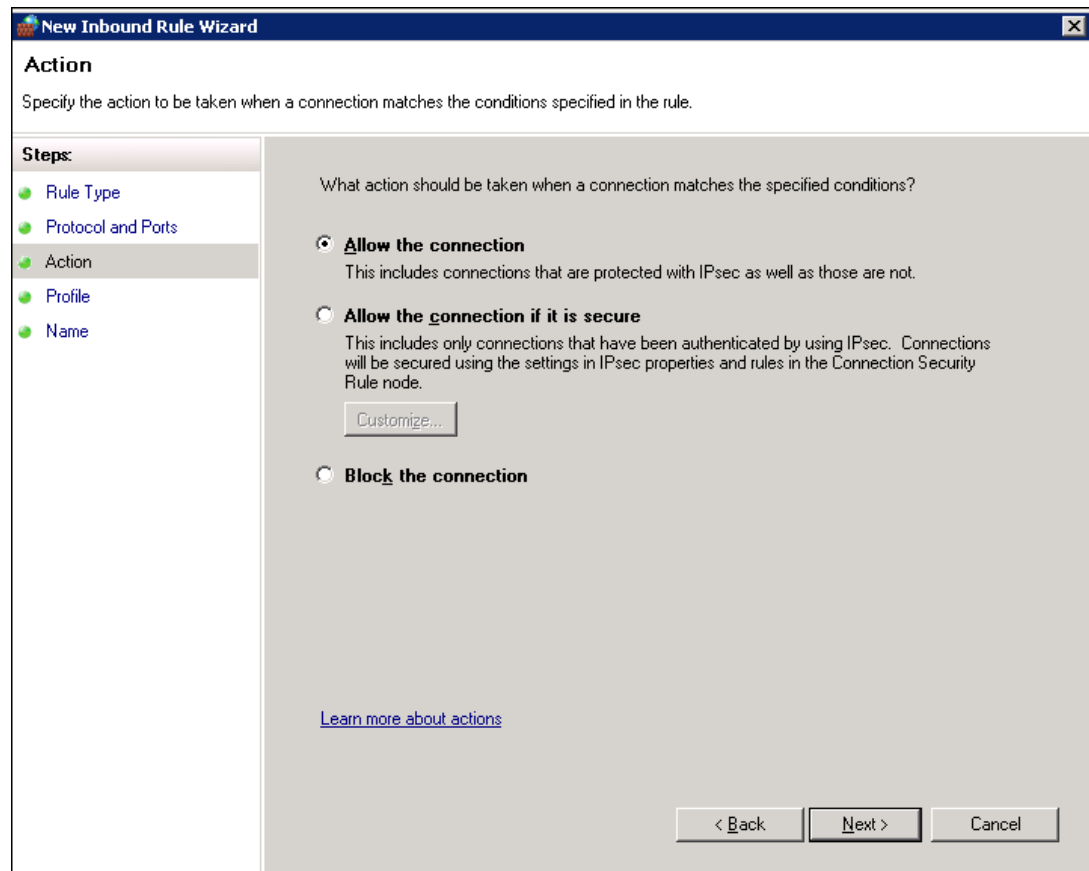 New Inbound Rule Wizard
Action
Specify the action to be taken when a connection matches the conditions specified in the rule.
Steps:
Rule Type
Protocol and Ports
Action
Profile
Name
What action should be taken when a connection matches the specified conditions?
Allow the connection
This includes connections that are protected with IPsec as well as those are not.
Allow the connection if it is secure
This includes only connections that have been authenticated by using IPsec. Connections
will be secured using the settings in IPsec properties and rules in the Connection Security
Rule node.
Customize...
Block the connection
Learn more about actions
< Back
Next >
Cancel